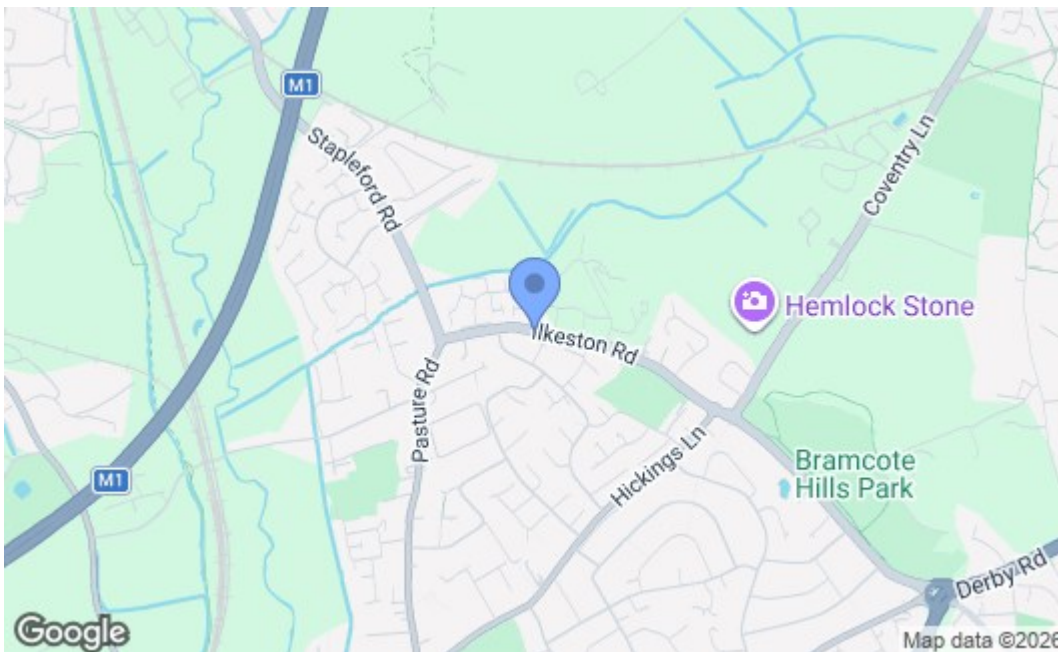 M1
Stapleford Rd
Coventry Ln
Hemlock Stone
Ilkeston Rd
Pasture Rd
Hickings Ln
Bramcote
Hills Park
M1
Derby Rd
Google
Map data ©2026